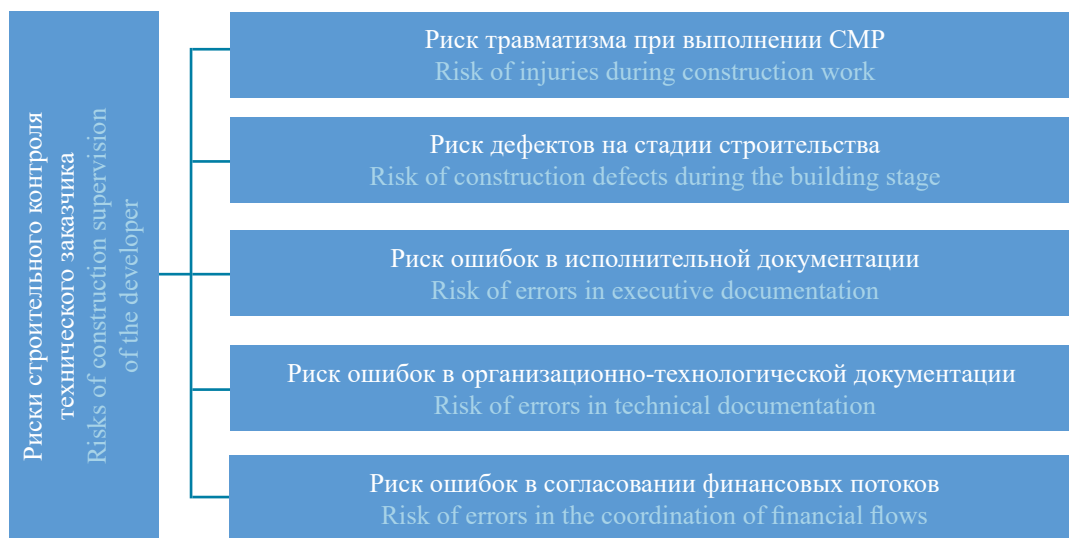 Риски строительного контроля
технического заказчика
Risks of construction supervision
of the developer
Риск травматизма при выполнении СМР
Risk of injuries during construction work
Риск дефектов на стадии строительства
Risk of construction defects during the building stage
Риск ошибок в исполнительной документации
Risk of errors in executive documentation
Риск ошибок в организационно-технологической документации
Risk of errors in technical documentation
Риск ошибок в согласовании финансовых потоков
Risk of errors in the coordination of financial flows